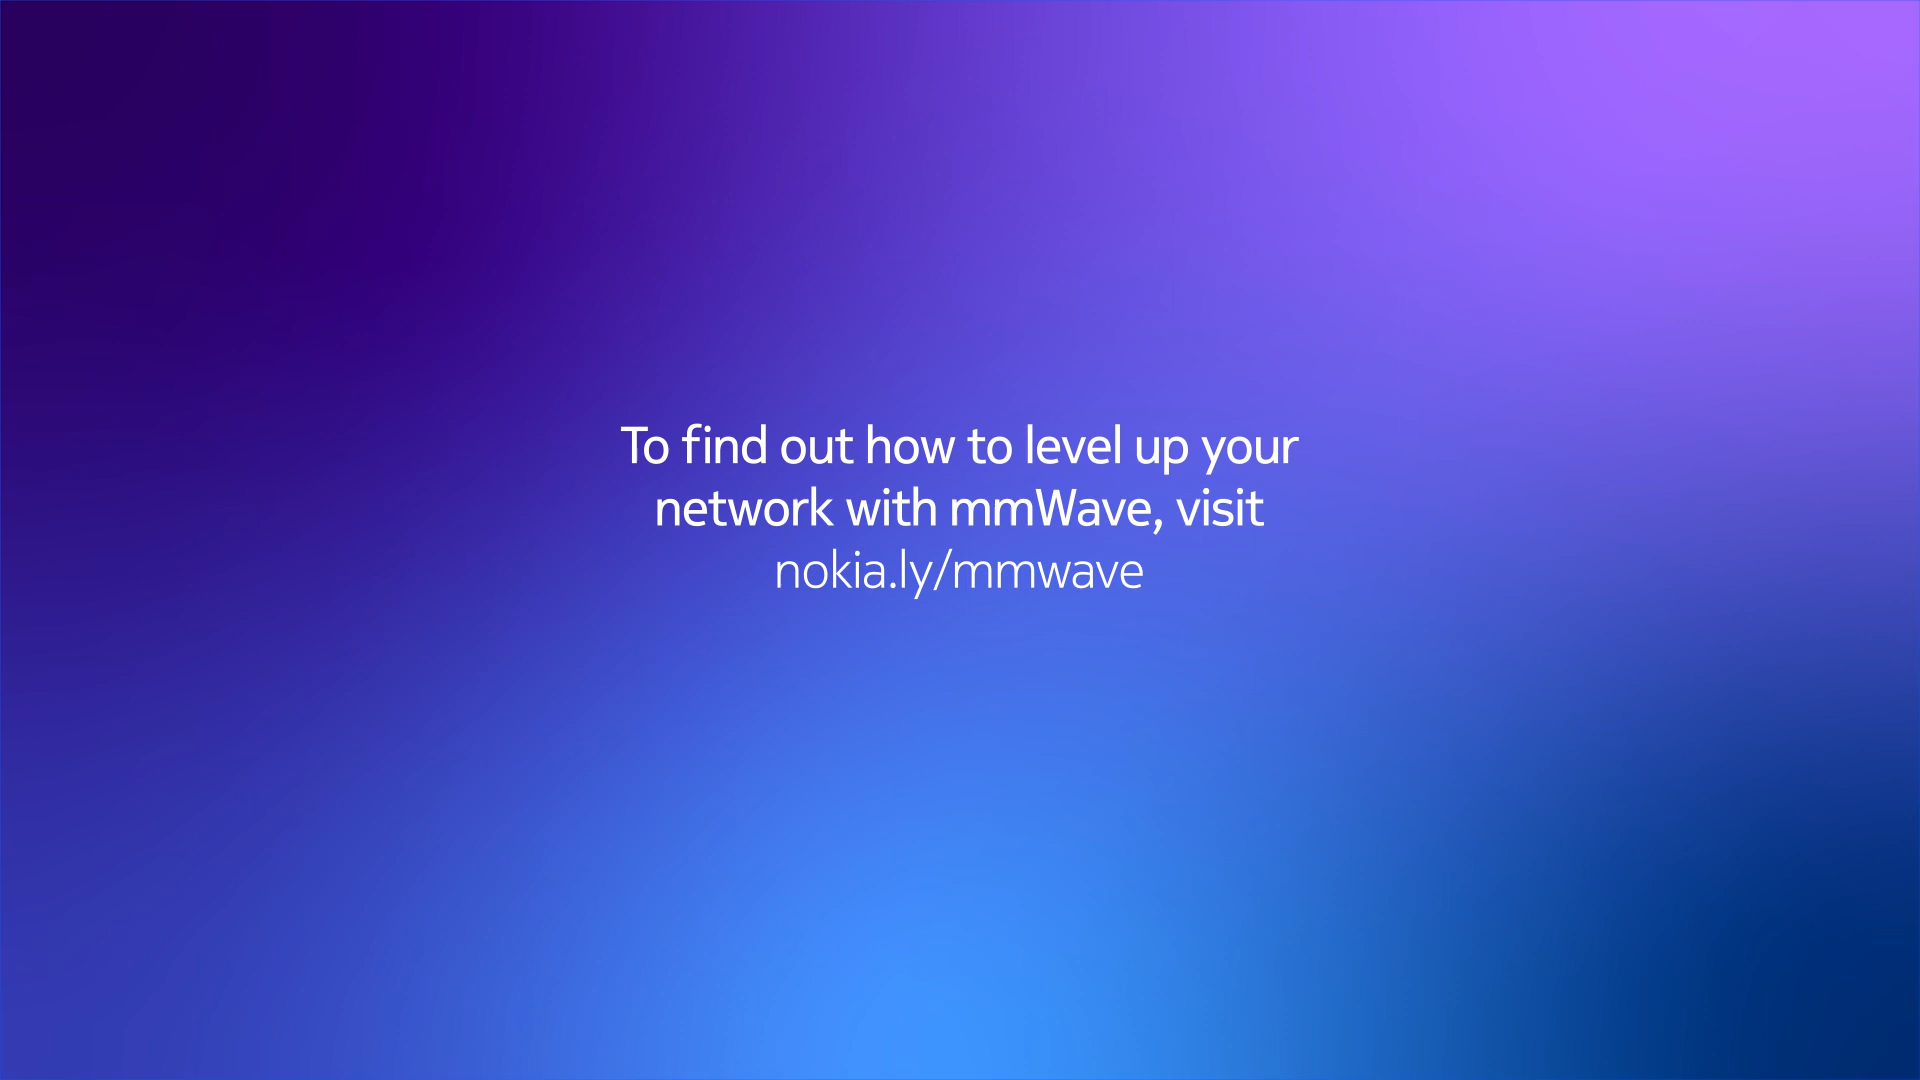 To find out how to level up your
network with mmWave, visit
nokia.ly/mmwave